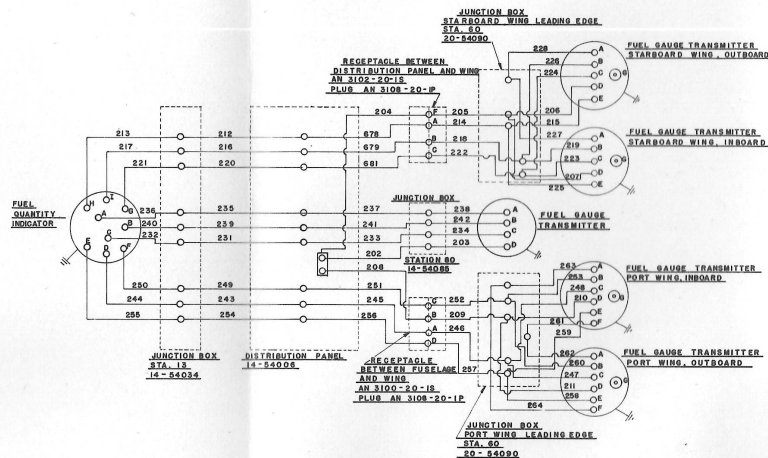 JUNCTION BOX
STARBOARD WING LEADING EDGE
STA. 60
20-54090
RECEPTACLE BETWEEN
DISTRIBUTION PANEL AND WING
AN 3102-20-1S
PLUG AN 3108-20-1P
FUEL GAUGE TRANSMITTER
STARBOARD WING, OUTBOARD
228 A
226 B
224 C G
D
E
204 F 205 206
A 214 215
213 212 678
217 216 679 B 218
221 220 681 C 222
227 A
219 B
223 C G
207 D
225 E
FUEL GAUGE TRANSMITTER
STARBOARD WING, INBOARD
FUEL
QUANTITY
INDICATOR
H I G
A B C
E D F
236 235 237
240 239 241
232 231 233
202
208
JUNCTION BOX
238 A
242 B
234 C
203 D
FUEL GAUGE
TRANSMITTER
STATION 80
14-54085
250 249 251
244 243 245
255 254 256
C 252
B 209
A 246
D 257
263 A
253 B
248 C
210 D G
E
F
261
259
FUEL GAUGE TRANSMITTER
PORT WING, INBOARD
262 A
260 B
247 C
211 D G
258 E
264 F
FUEL GAUGE TRANSMITTER
PORT WING, OUTBOARD
JUNCTION BOX
STA. 13
14-54034
DISTRIBUTION PANEL
14-54006
RECEPTACLE
BETWEEN FUSELAGE
AND WING
AN 3100-20-1S
PLUG AN 3108-20-1P
JUNCTION BOX
PORT WING LEADING EDGE
STA. 60
20-54090